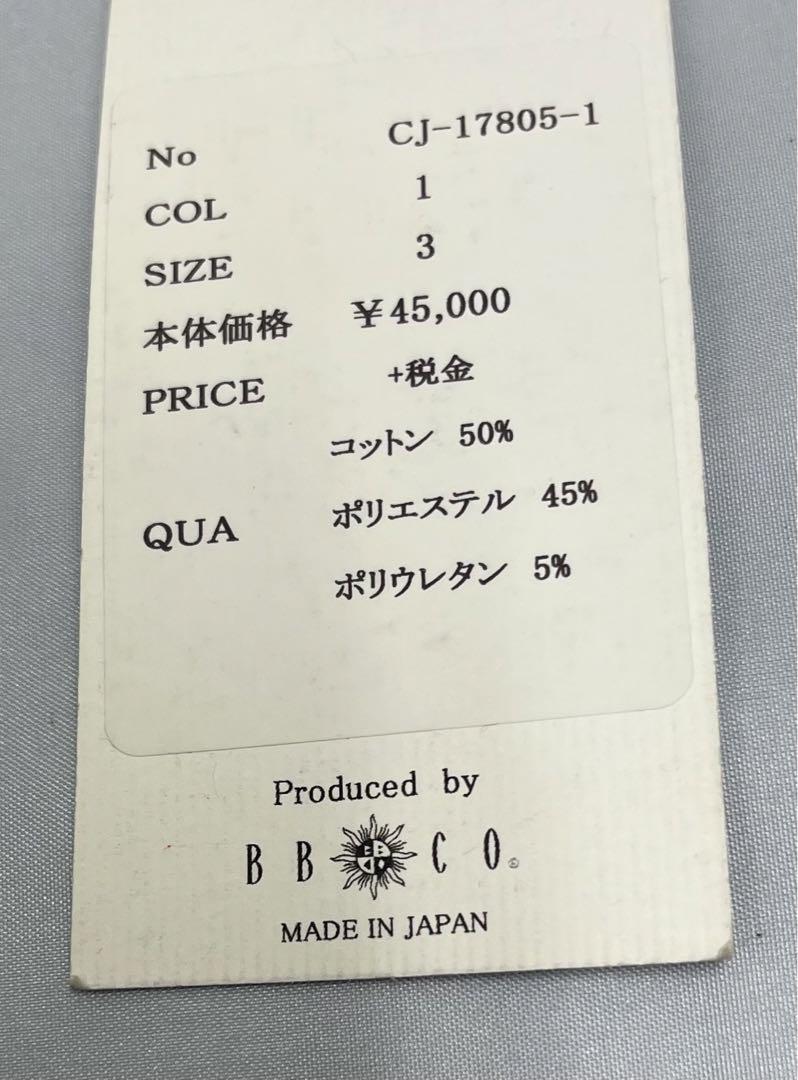 No CJ-17805-1
COL 1
SIZE 3
本体価格 ¥45,000
PRICE +税金
コットン 50%
QUA ポリエステル 45%
ポリウレタン 5%
Produced by
BB CO.
MADE IN JAPAN